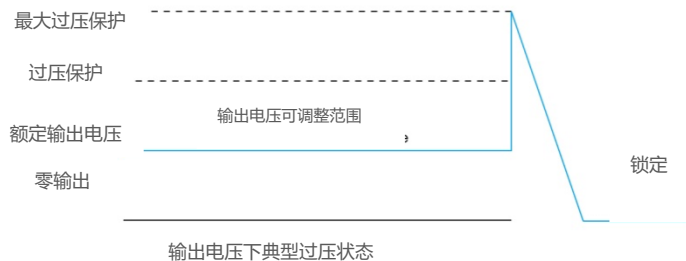 最大过压保护
过压保护
输出电压可调整范围
额定输出电压
锁定
零输出
输出电压下典型过压状态